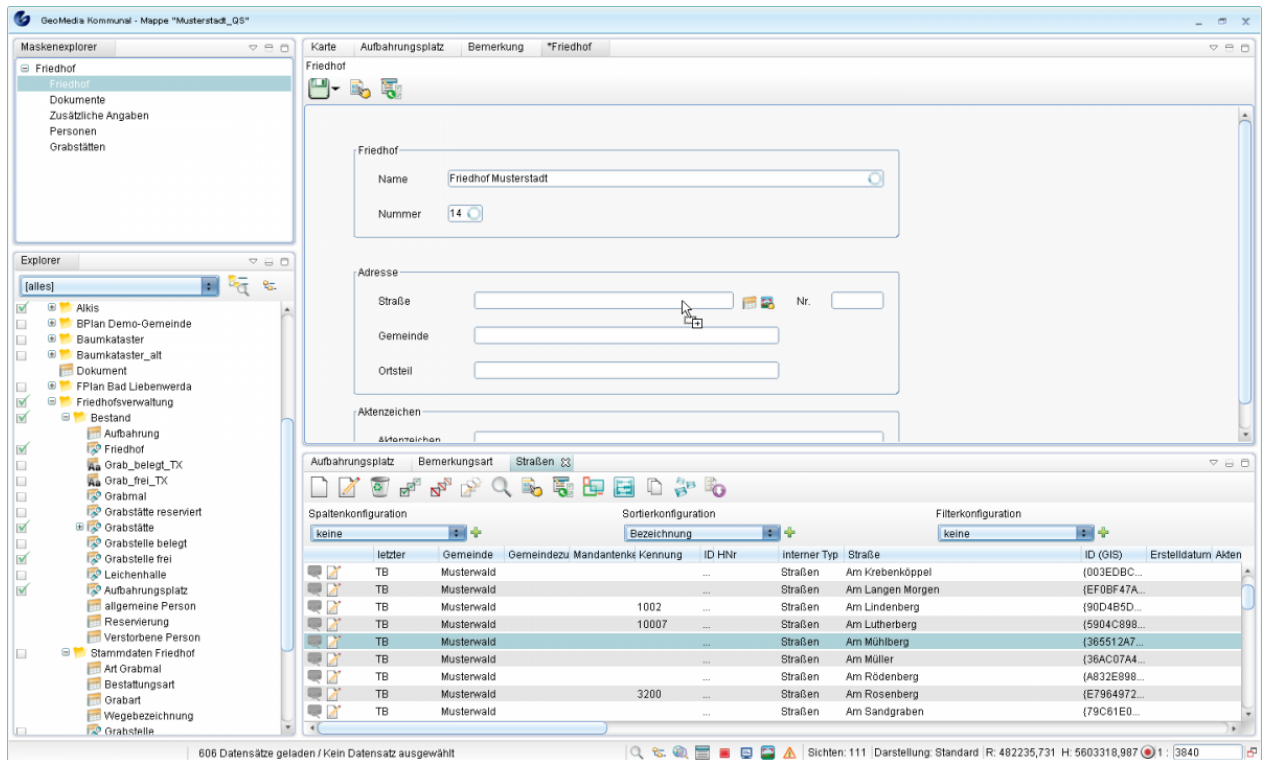 GeoMedia Kommunal - Mappe "Musterstadt_QS"
Maskenexplorer
Friedhof
Friedhof
Dokumente
Zusätzliche Angaben
Personen
Grabstätten
Explorer
[alles]
Alkis
BPlan Demo-Gemeinde
Baumkataster
Baumkataster_alt
Dokument
FPlan Bad Liebenwerda
Friedhofsverwaltung
Bestand
Aufbahrung
Friedhof
Grab_belegt_TX
Grab_frei_TX
Grabmal
Grabstätte reserviert
Grabstätte
Grabstelle belegt
Grabstelle frei
Leichenhalle
Aufbahrungsplatz
allgemeine Person
Reservierung
Verstorbene Person
Stammdaten Friedhof
Art Grabmal
Bestattungsart
Grabart
Wegebezeichnung
Grabstelle
Karte Aufbahrungsplatz Bemerkung *Friedhof
Friedhof
Friedhof
Name Friedhof Musterstadt
Nummer 14
Adresse
Straße Nr.
Gemeinde
Ortsteil
Aktenzeichen
Aktenzeichen
Aufbahrungsplatz Bemerkungsart Straßen
Spaltenkonfiguration Sortierkonfiguration Filterkonfiguration
keine Bezeichnung keine
letzter Gemeinde Gemeindezu Mandantenke Kennung ID HNr interner Typ Straße ID (GIS) Erstelldatum Akten
TB Musterwald ... Straßen Am Krebenköppel {003EDBC...
TB Musterwald ... Straßen Am Langen Morgen {EF0BF47A...
TB Musterwald 1002 ... Straßen Am Lindenberg {90D4B5D...
TB Musterwald 10007 ... Straßen Am Lutherberg {5904C898...
TB Musterwald ... Straßen Am Mühlberg {365512A7...
TB Musterwald ... Straßen Am Müller {36AC07A4...
TB Musterwald ... Straßen Am Rödenberg {A832E898...
TB Musterwald 3200 ... Straßen Am Rosenberg {E7964972...
TB Musterwald ... Straßen Am Sandgraben {79C61E0...
606 Datensätze geladen / Kein Datensatz ausgewählt
Sichten: 111 Darstellung: Standard R: 482235,731 H: 5603318,987 1 : 3840